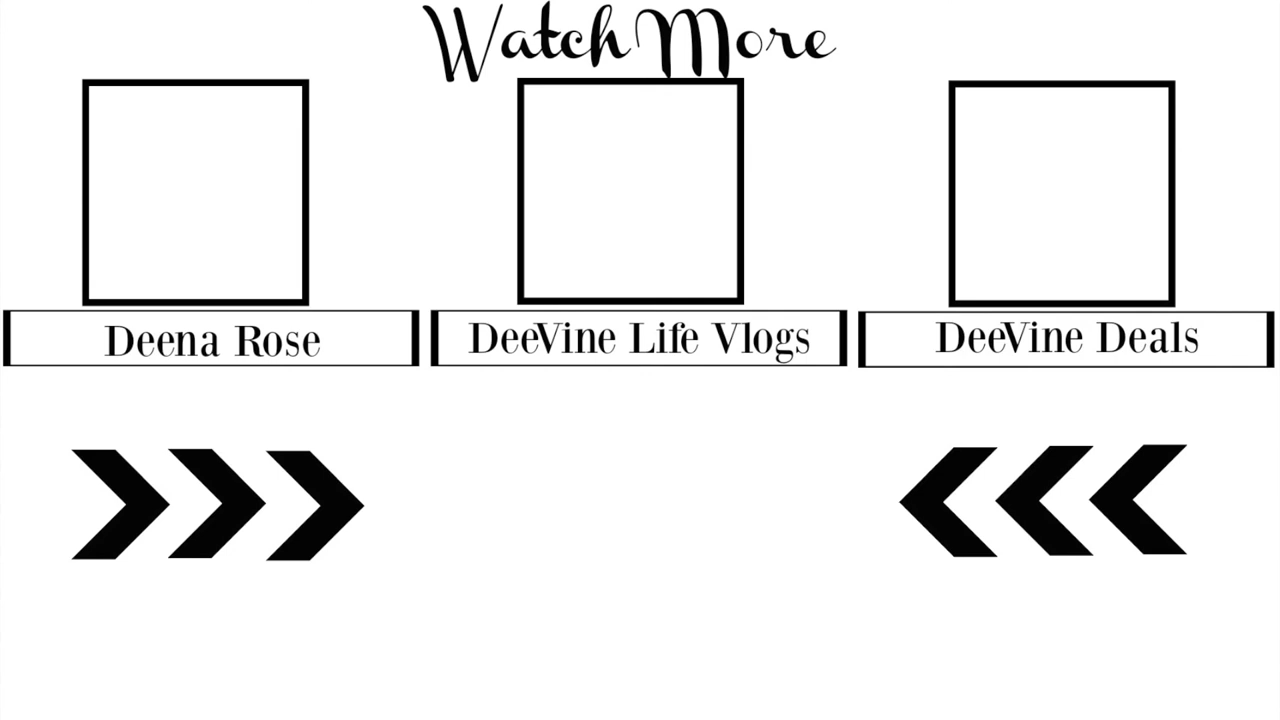 Watch More
Deena Rose
DeeVine Life Vlogs
DeeVine Deals